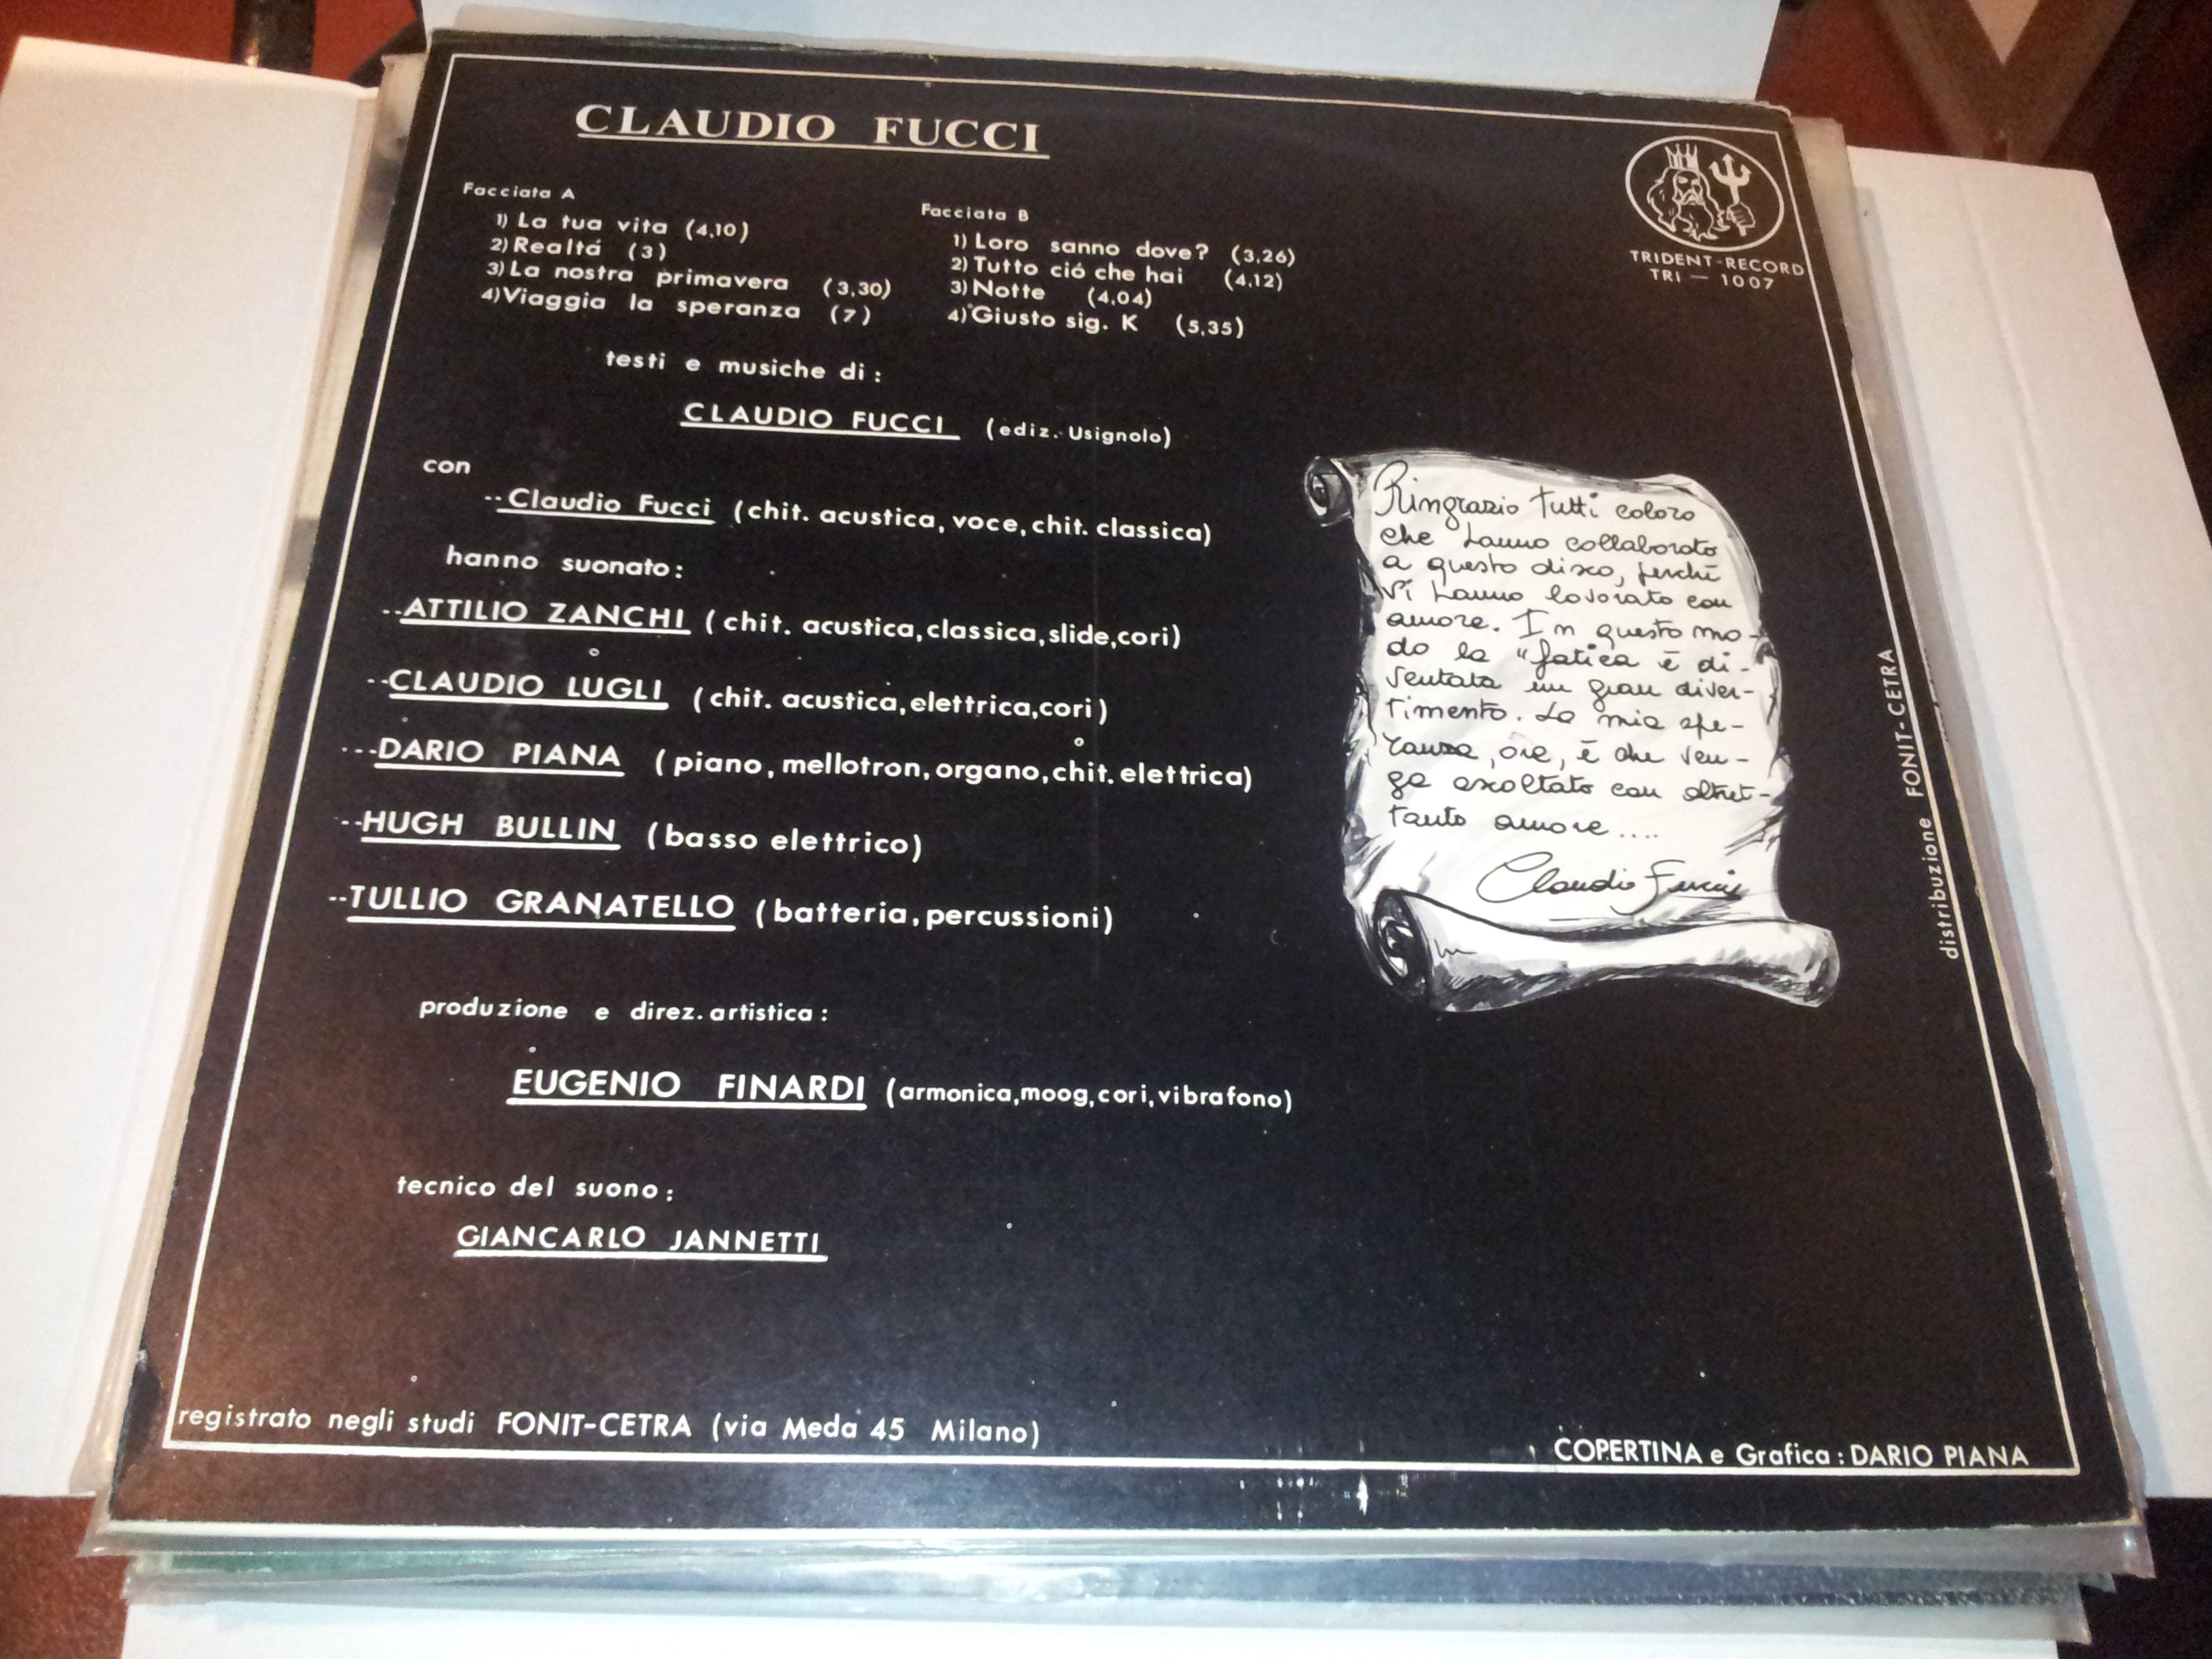 CLAUDIO FUCCI
Facciata A
1) La tua vita (4,10)
2) Realtá (3)
3) La nostra primavera (3,30)
4) Viaggia la speranza (7)
Facciata B
1) Loro sanno dove? (3,26)
2) Tutto ció che hai (4,12)
3) Notte (4,04)
4) Giusto sig. K (5,35)
TRIDENT-RECORD
TRI — 1007
testi e musiche di :
CLAUDIO FUCCI (ediz. Usignolo)
con
-- Claudio Fucci (chit. acustica, voce, chit. classica)
hanno suonato :
-- ATTILIO ZANCHI ( chit. acustica, classica, slide, cori)
-- CLAUDIO LUGLI ( chit. acustica, elettrica, cori )
--- DARIO PIANA ( piano, mellotron, organo, chit. elettrica)
-- HUGH BULLIN (basso elettrico)
-- TULLIO GRANATELLO (batteria, percussioni)
produzione e direz. artistica :
EUGENIO FINARDI (armonica, moog, cori, vibrafono)
tecnico del suono :
GIANCARLO JANNETTI
Ringrazio tutti coloro
che hanno collaborato
a questo disco, perché
vi hanno lavorato con
amore. In questo mo-
do la "fatica è di-
ventata un gran diver-
timento. La mia spe-
ranza, ora, è che ven-
ga ascoltato con altret-
tanto amore....
Claudio Fucci
distribuzione FONIT-CETRA
registrato negli studi FONIT-CETRA (via Meda 45 Milano)
COPERTINA e Grafica : DARIO PIANA